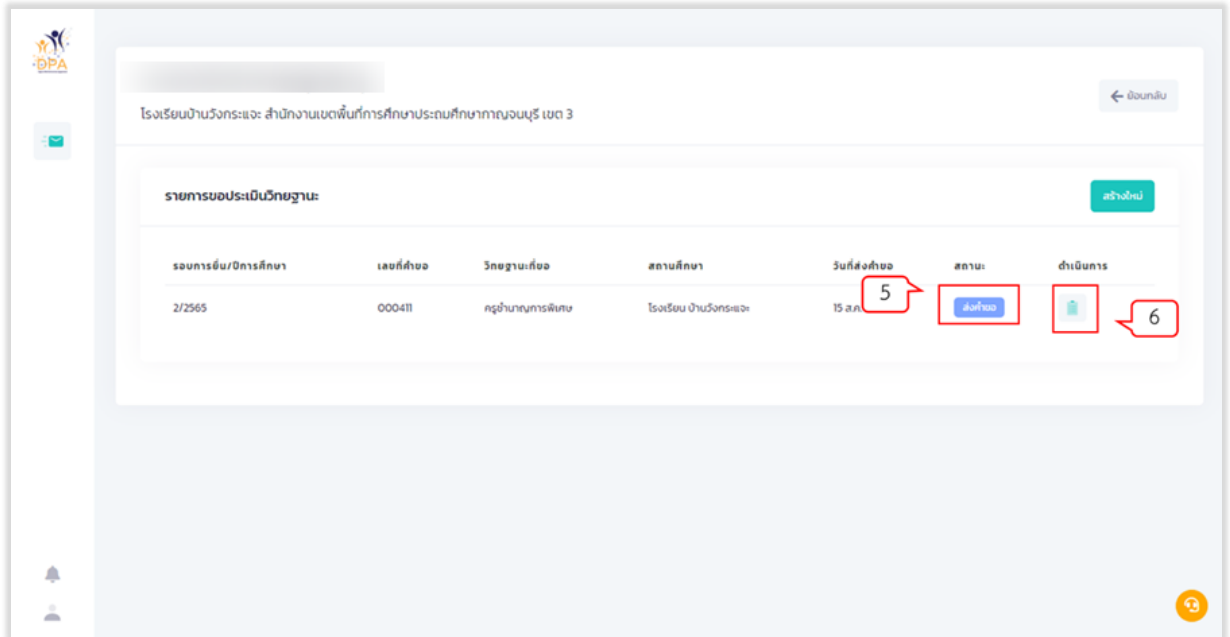 DPA
← ย้อนกลับ
โรงเรียนบ้านวังกระแจะ สำนักงานเขตพื้นที่การศึกษาประถมศึกษากาญจนบุรี เขต 3
รายการขอประเมินวิทยฐานะ
สร้างใหม่
รอบการยื่น/ปีการศึกษา เลขที่คำขอ วิทยฐานะที่ขอ สถานศึกษา วันที่ส่งคำขอ สถานะ ดำเนินการ
2/2565 000411 ครูชำนาญการพิเศษ โรงเรียน บ้านวังกระแจะ 15 ส.ค. 5 ส่งคำขอ 6